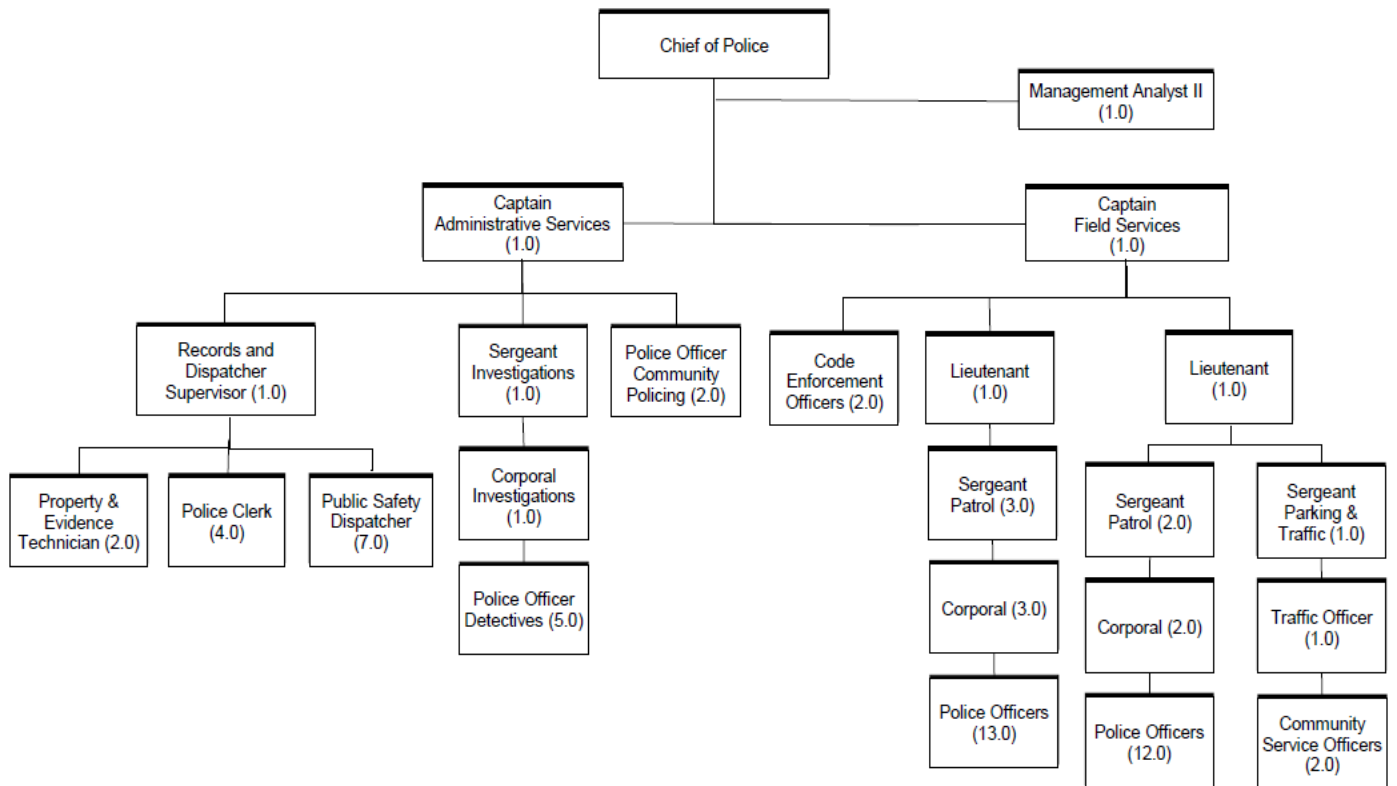 Chief of Police
Management Analyst II
(1.0)
Captain
Administrative Services
(1.0)
Captain
Field Services
(1.0)
Records and
Dispatcher
Supervisor (1.0)
Sergeant
Investigations
(1.0)
Police Officer
Community
Policing (2.0)
Code
Enforcement
Officers (2.0)
Lieutenant
(1.0)
Lieutenant
(1.0)
Property &
Evidence
Technician (2.0)
Police Clerk
(4.0)
Public Safety
Dispatcher
(7.0)
Corporal
Investigations
(1.0)
Sergeant
Patrol (3.0)
Sergeant
Patrol (2.0)
Sergeant
Parking &
Traffic (1.0)
Police Officer
Detectives (5.0)
Corporal (3.0)
Corporal (2.0)
Traffic Officer
(1.0)
Police Officers
(13.0)
Police Officers
(12.0)
Community
Service Officers
(2.0)